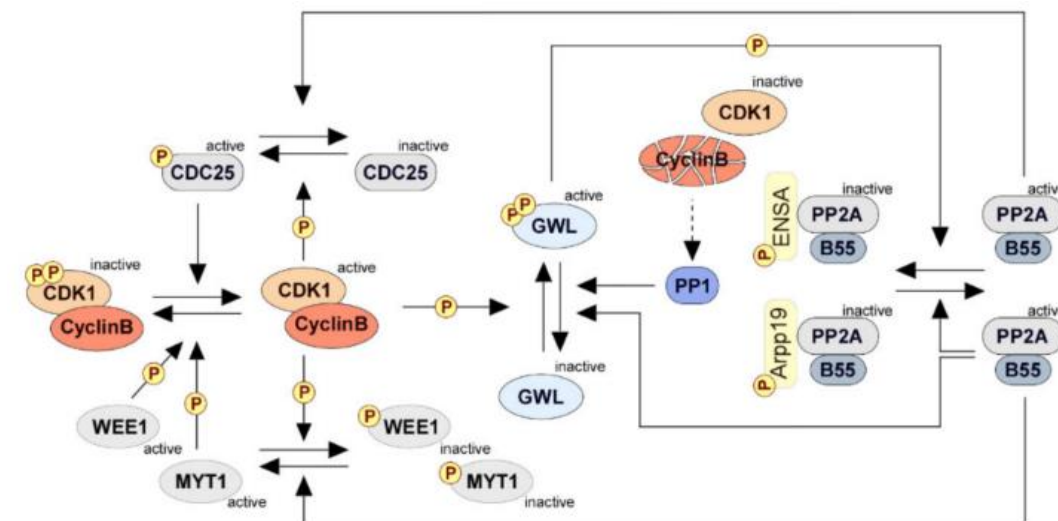 P
inactive
CDK1
CyclinB
active
P
CDC25
inactive
CDC25
active
P P
GWL
PP1
inactive
GWL
P
ENSA
inactive
PP2A
B55
active
PP2A
B55
P
Arpp19
inactive
PP2A
B55
activ
PP2A
B55
P P
inactive
CDK1
CyclinB
active
CDK1
CyclinB
P
P
P
P
P
WEE1
active
MYT1
active
P
WEE1
inactive
P
MYT1
inactive